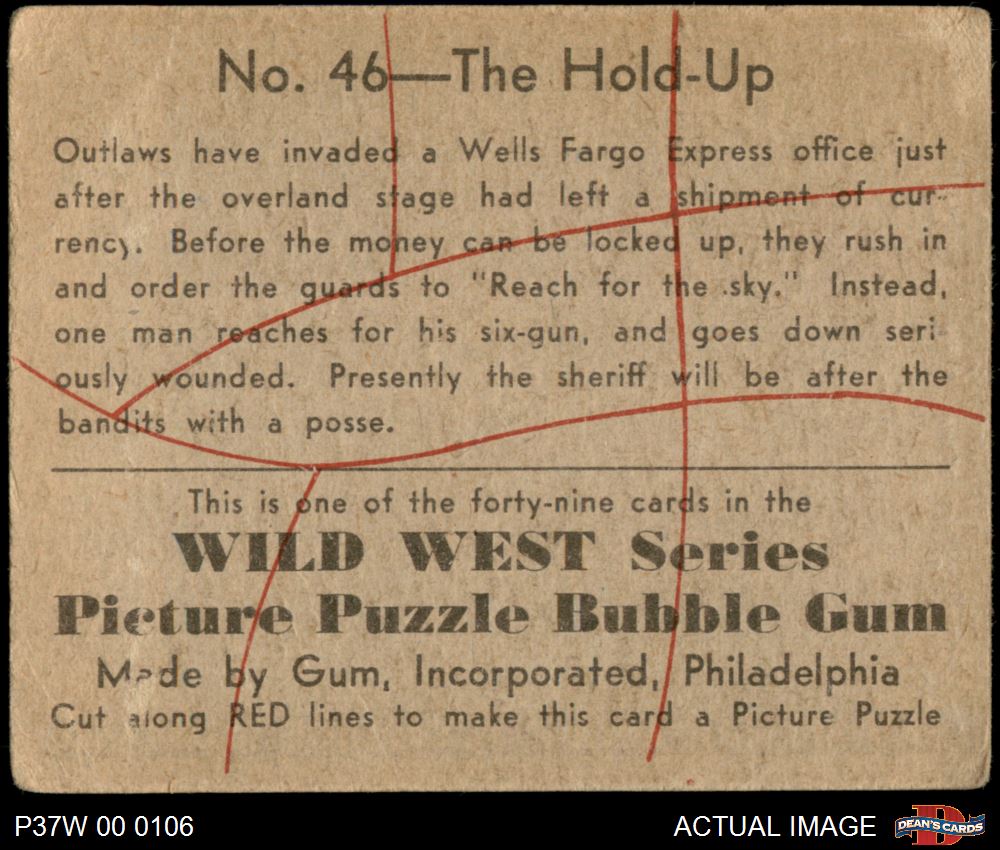 No. 46—The Hold-Up
Outlaws have invaded a Wells Fargo Express office just
after the overland stage had left a shipment of cur-
rency. Before the money can be locked up, they rush in
and order the guards to "Reach for the sky." Instead,
one man reaches for his six-gun, and goes down seri-
ously wounded. Presently the sheriff will be after the
bandits with a posse.
This is one of the forty-nine cards in the
WILD WEST Series
Picture Puzzle Bubble Gum
Made by Gum, Incorporated, Philadelphia
Cut along RED lines to make this card a Picture Puzzle
P37W 00 0106
ACTUAL IMAGE
D
DEAN'S CARDS